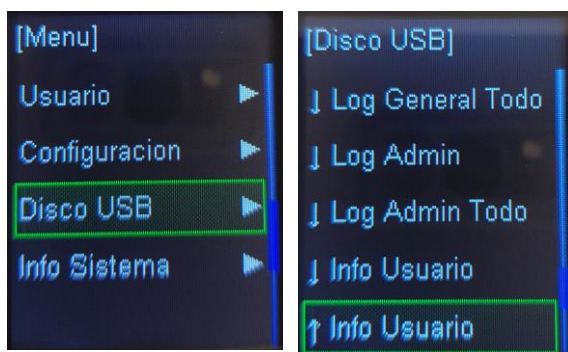 [Menu]
Usuario
Configuracion
Disco USB
Info Sistema
[Disco USB]
↓ Log General Todo
↓ Log Admin
↓ Log Admin Todo
↓ Info Usuario
↑ Info Usuario